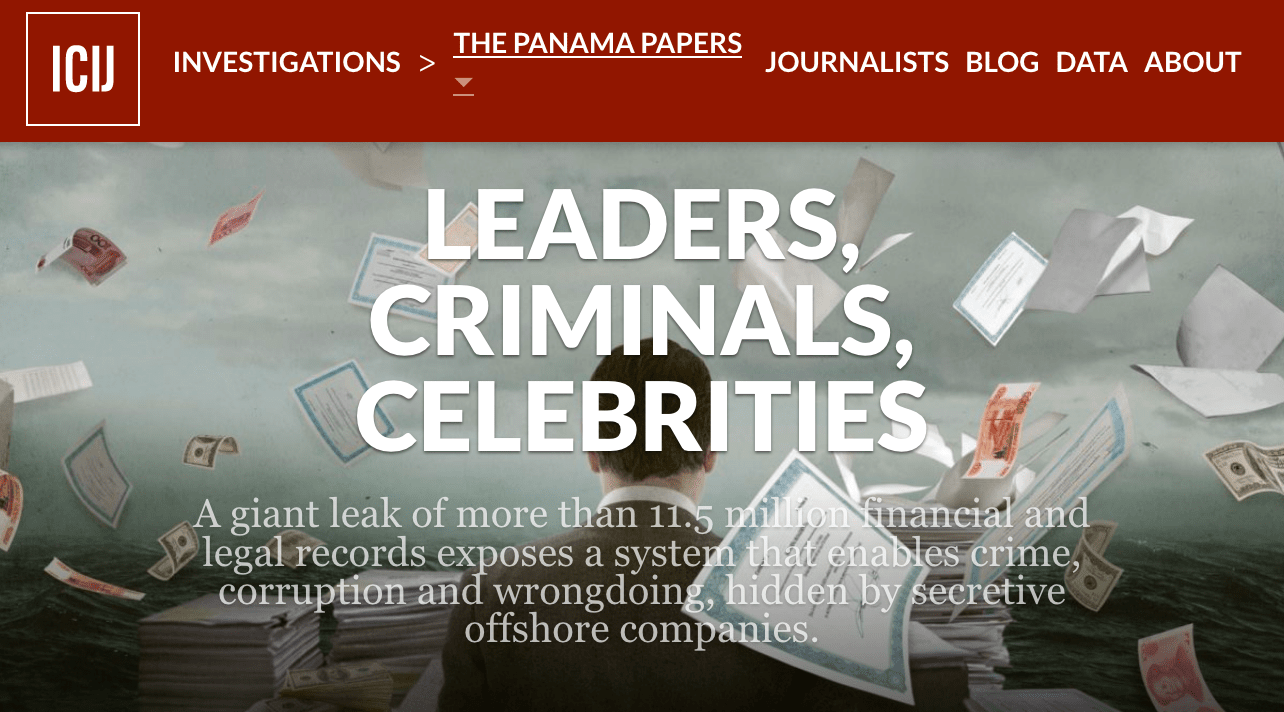 ICIJ
INVESTIGATIONS > THE PANAMA PAPERS JOURNALISTS BLOG DATA ABOUT
LEADERS,
CRIMINALS,
CELEBRITIES
A giant leak of more than 11.5 million financial and
legal records exposes a system that enables crime,
corruption and wrongdoing, hidden by secretive
offshore companies.